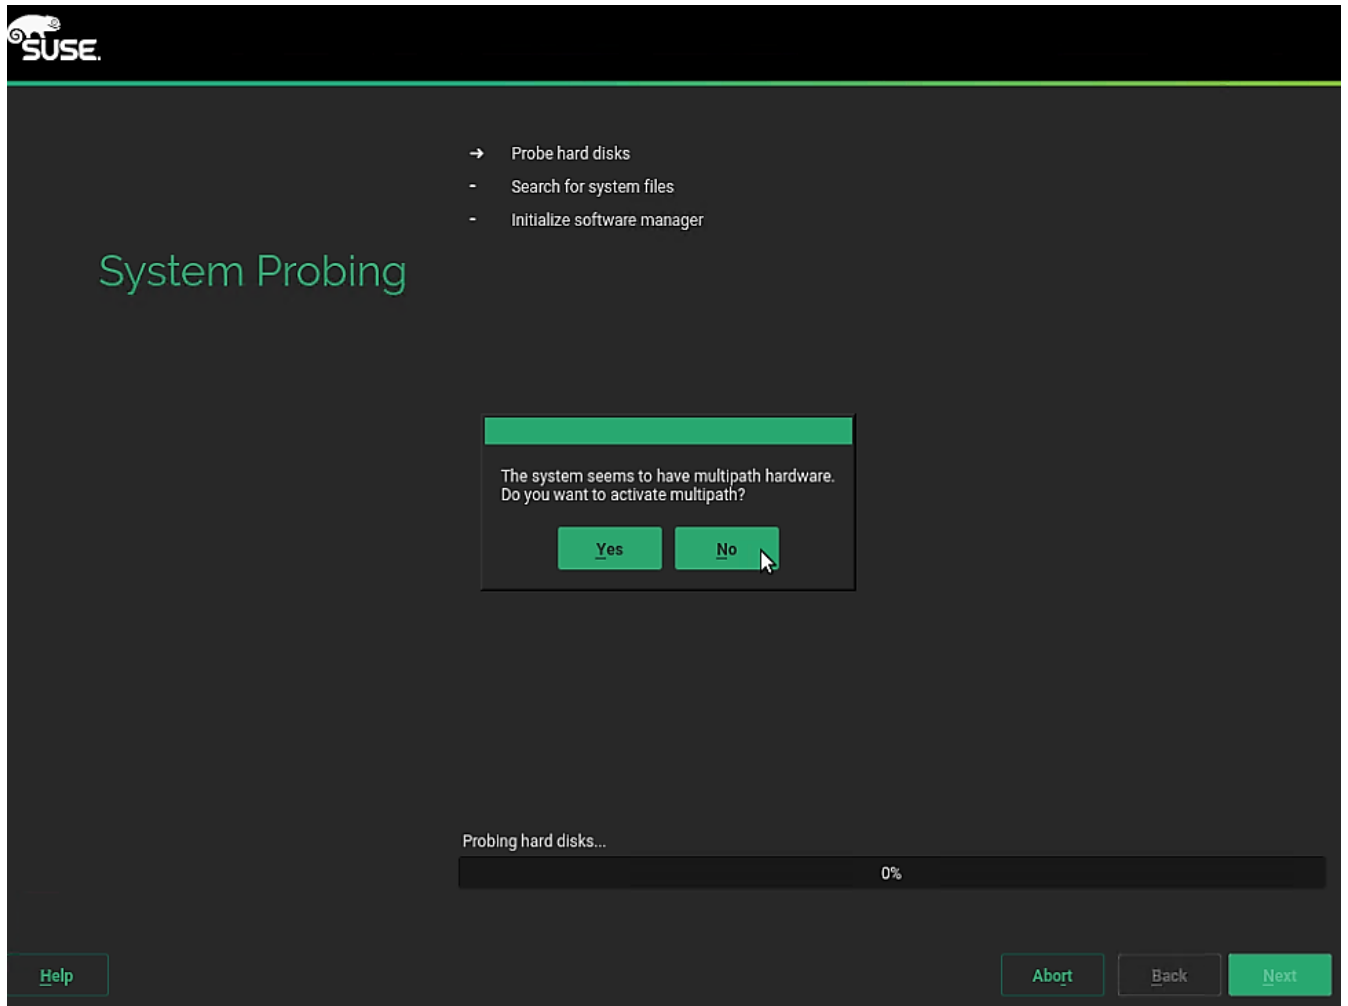 SUSE.
→ Probe hard disks
- Search for system files
- Initialize software manager
System Probing
The system seems to have multipath hardware.
Do you want to activate multipath?
Yes No
Probing hard disks...
0%
Help Abort Back Next